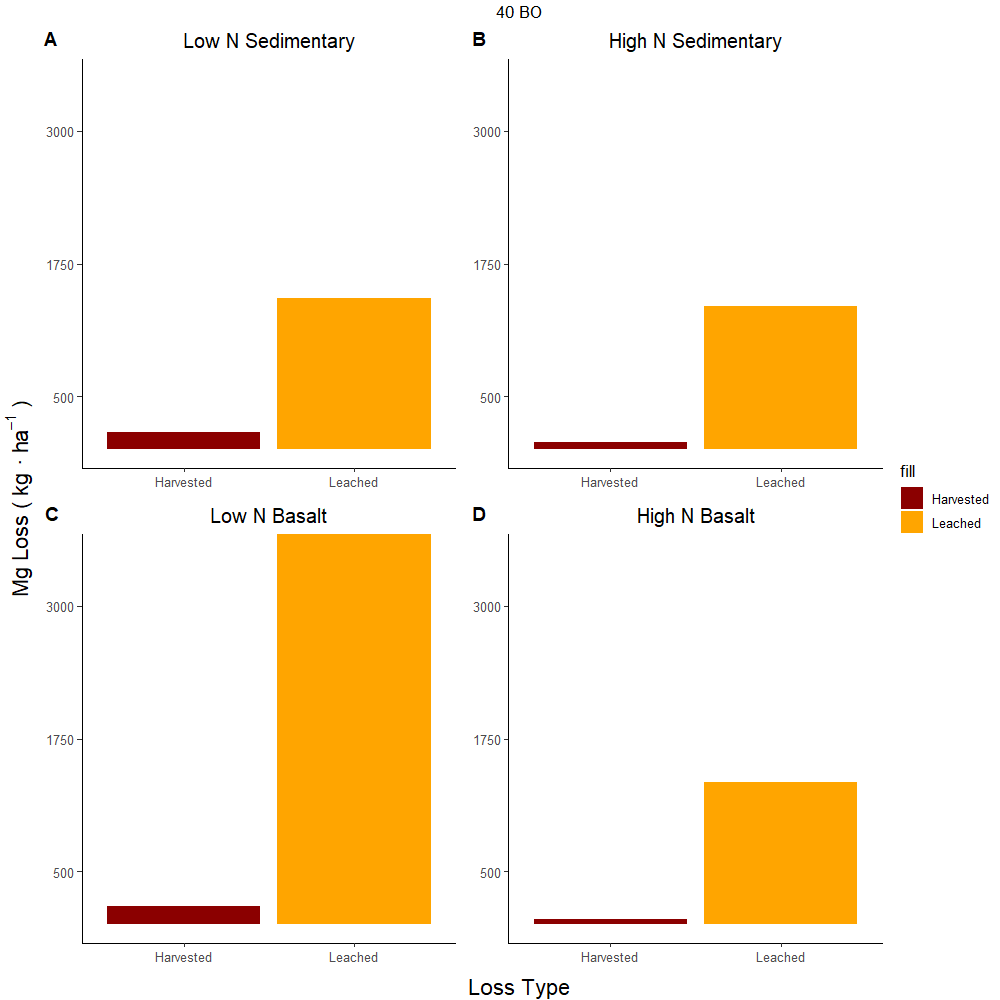 40 BO
A
Low N Sedimentary
B
High N Sedimentary
3000
1750
500
Harvested
Leached
3000
1750
500
Harvested
Leached
C
Low N Basalt
D
High N Basalt
3000
1750
500
Harvested
Leached
3000
1750
500
Harvested
Leached
Mg Loss ( kg · ha⁻¹ )
Loss Type
fill
Harvested
Leached